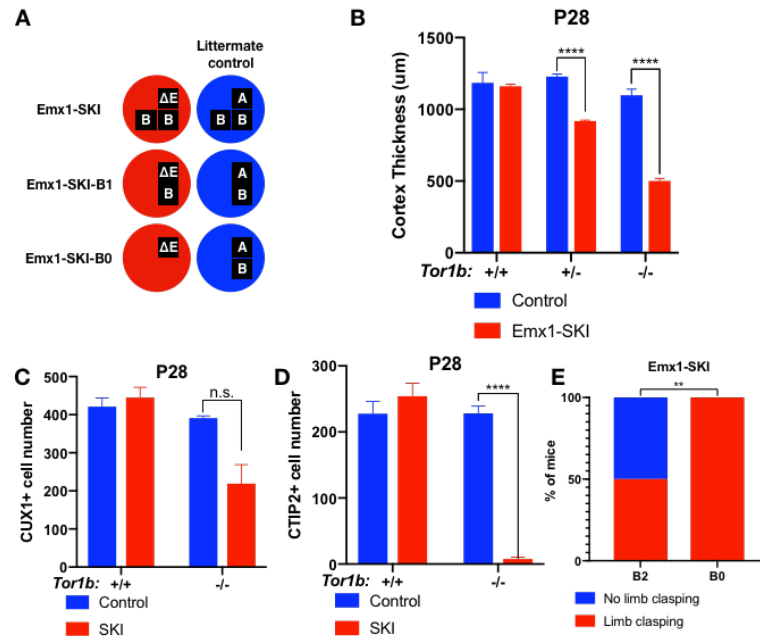 A
Littermate
control
Emx1-SKI
ΔE
B B
A
B B
Emx1-SKI-B1
ΔE
B
A
B
Emx1-SKI-B0
ΔE
A
B
B
P28
Cortex Thickness (um)
1500
1000
500
0
****
****
Tor1b: +/+ +/- -/-
Control
Emx1-SKI
C
P28
CUX1+ cell number
500
400
300
200
100
0
n.s.
Tor1b: +/+ -/-
Control
SKI
D
P28
CTIP2+ cell number
300
200
100
0
****
Tor1b: +/+ -/-
Control
SKI
E
Emx1-SKI
**
% of mice
100
50
0
B2 B0
No limb clasping
Limb clasping